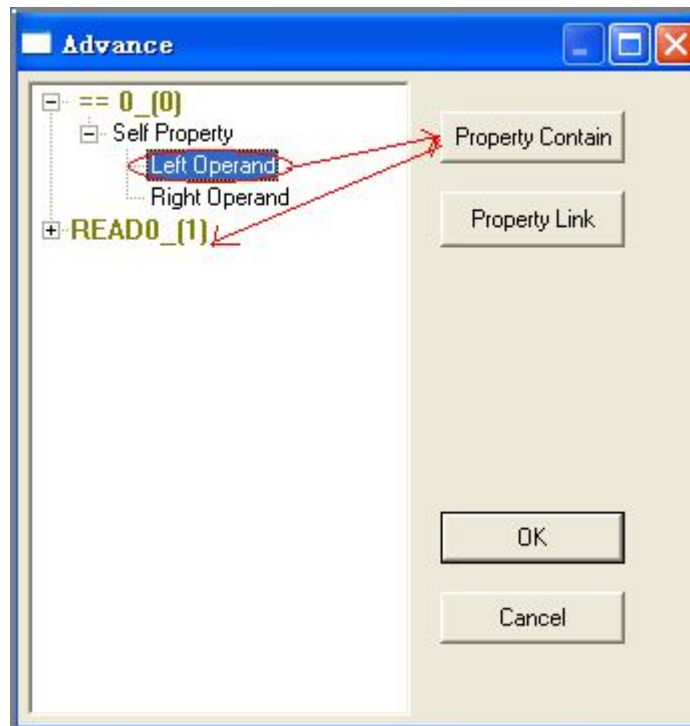 Advance
== 0_(0)
Self Property
Left Operand
Right Operand
READ0_(1)
Property Contain
Property Link
OK
Cancel